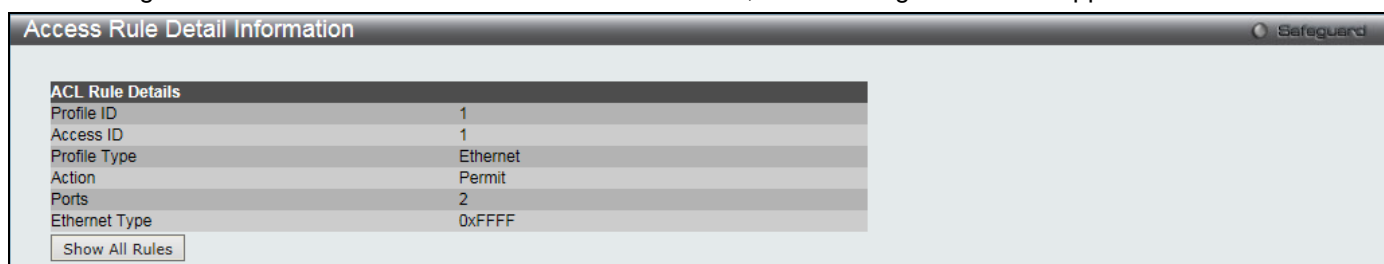 Access Rule Detail Information
Safeguard
ACL Rule Details
Profile ID 1
Access ID 1
Profile Type Ethernet
Action Permit
Ports 2
Ethernet Type 0xFFFF
Show All Rules